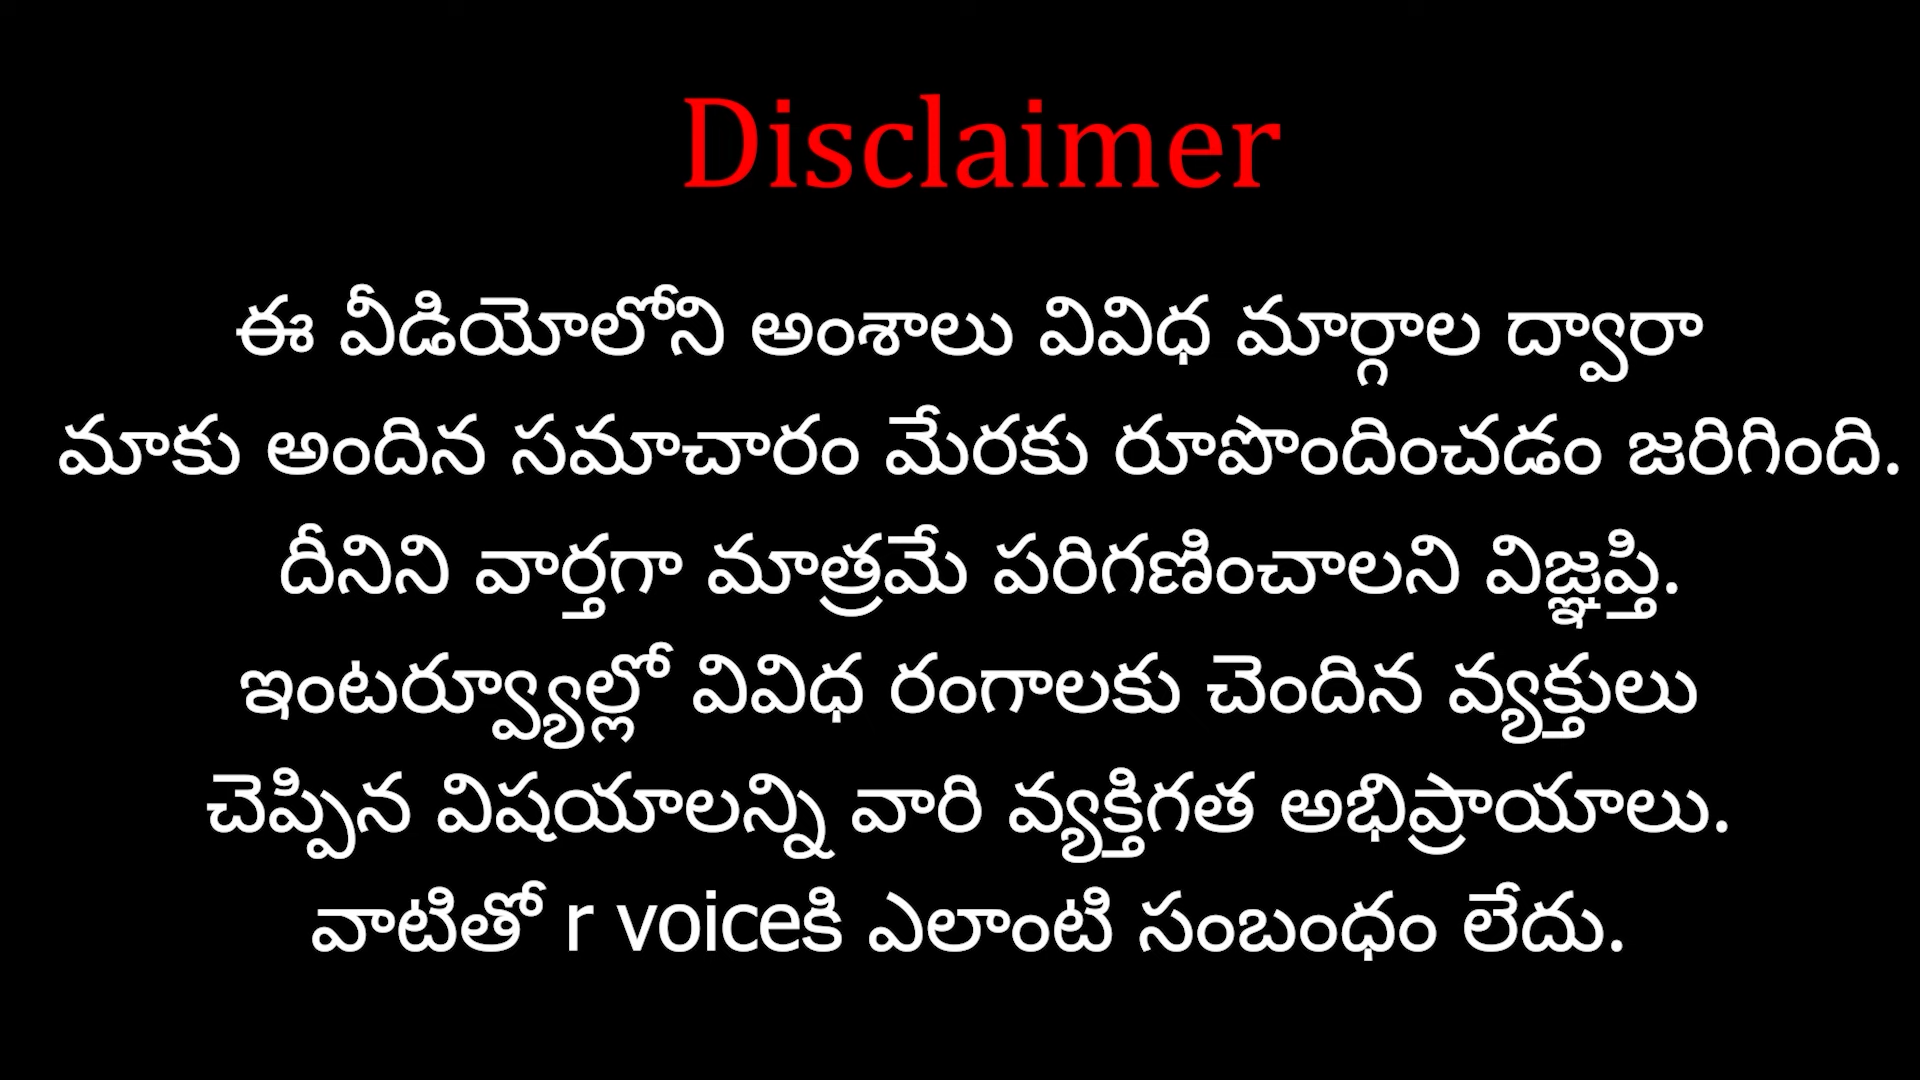 Disclaimer
ఈ వీడియోలోని అంశాలు వివిధ మార్గాల ద్వారా
మాకు అందిన సమాచారం మేరకు రూపొందించడం జరిగింది.
దీనిని వార్తగా మాత్రమే పరిగణించాలని విజ్ఞప్తి.
ఇంటర్వ్యూల్లో వివిధ రంగాలకు చెందిన వ్యక్తులు
చెప్పిన విషయాలన్ని వారి వ్యక్తిగత అభిప్రాయాలు.
వాటితో r voiceకి ఎలాంటి సంబంధం లేదు.